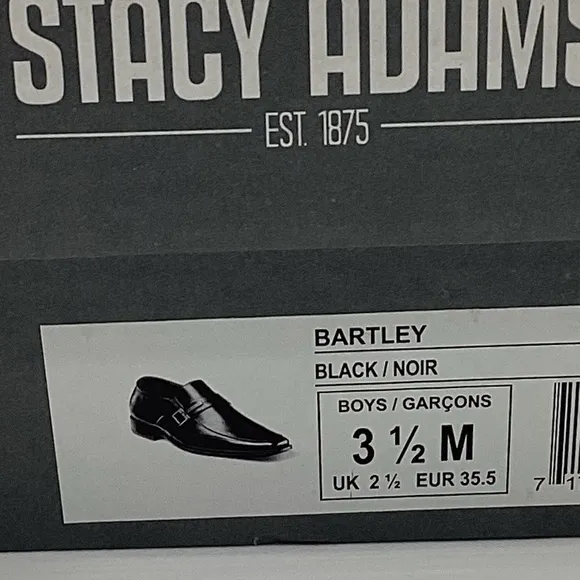 STACY ADAMS
EST. 1875
BARTLEY
BLACK / NOIR
BOYS / GARÇONS
3 ½ M
UK 2 ½ EUR 35.5
7